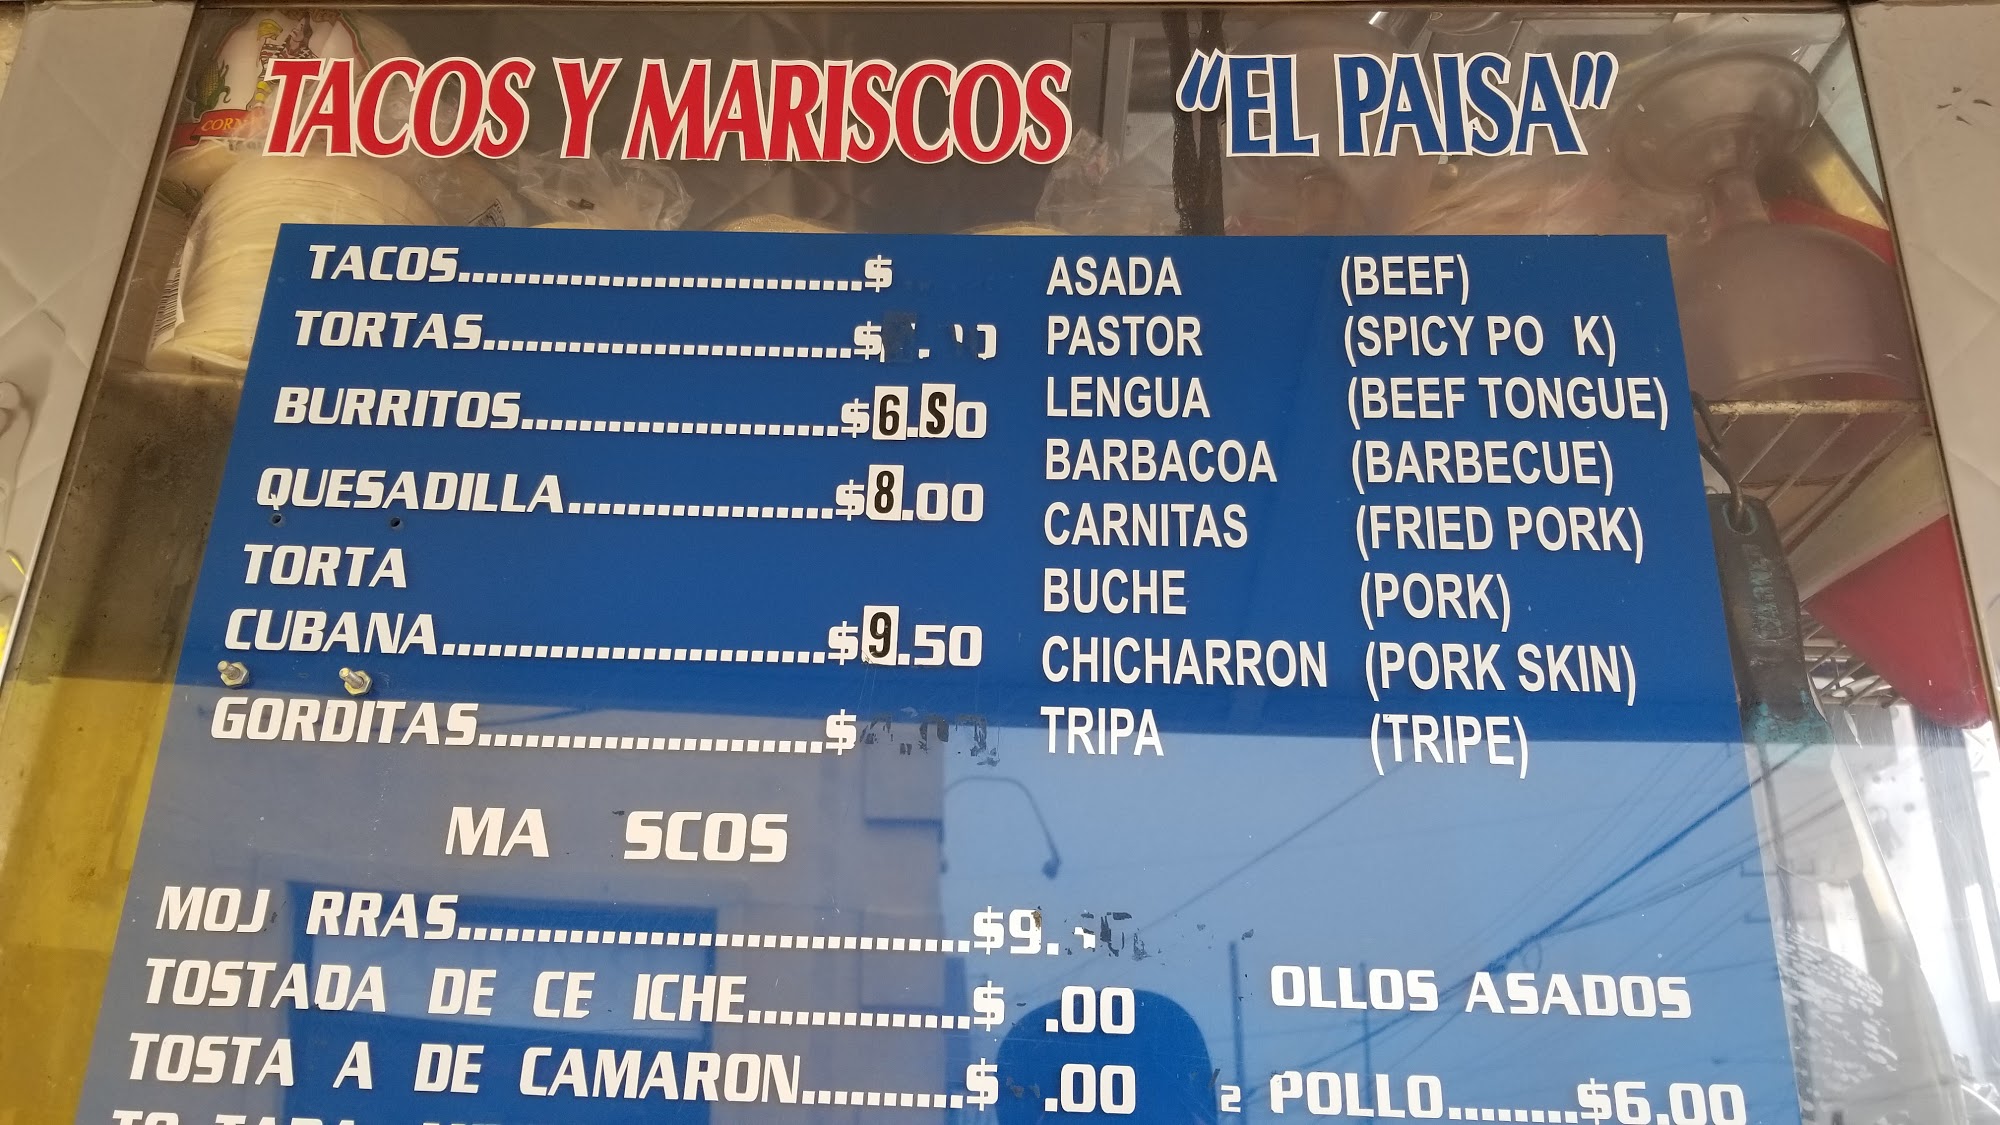 TACOS Y MARISCOS "EL PAISA"
TACOS..............................$
TORTAS..............................$
BURRITOS.........................$6.S0
QUESADILLA....................$8.00
TORTA
CUBANA..............................$9.50
GORDITAS...........................$
ASADA (BEEF)
PASTOR (SPICY PO K)
LENGUA (BEEF TONGUE)
BARBACOA (BARBECUE)
CARNITAS (FRIED PORK)
BUCHE (PORK)
CHICHARRON (PORK SKIN)
TRIPA (TRIPE)
MA SCOS
MOJ RRAS.....................................$9.
TOSTADA DE CE ICHE................$ .00
TOSTA A DE CAMARON...........$ .00
OLLOS ASADOS
2 POLLO........$6.00